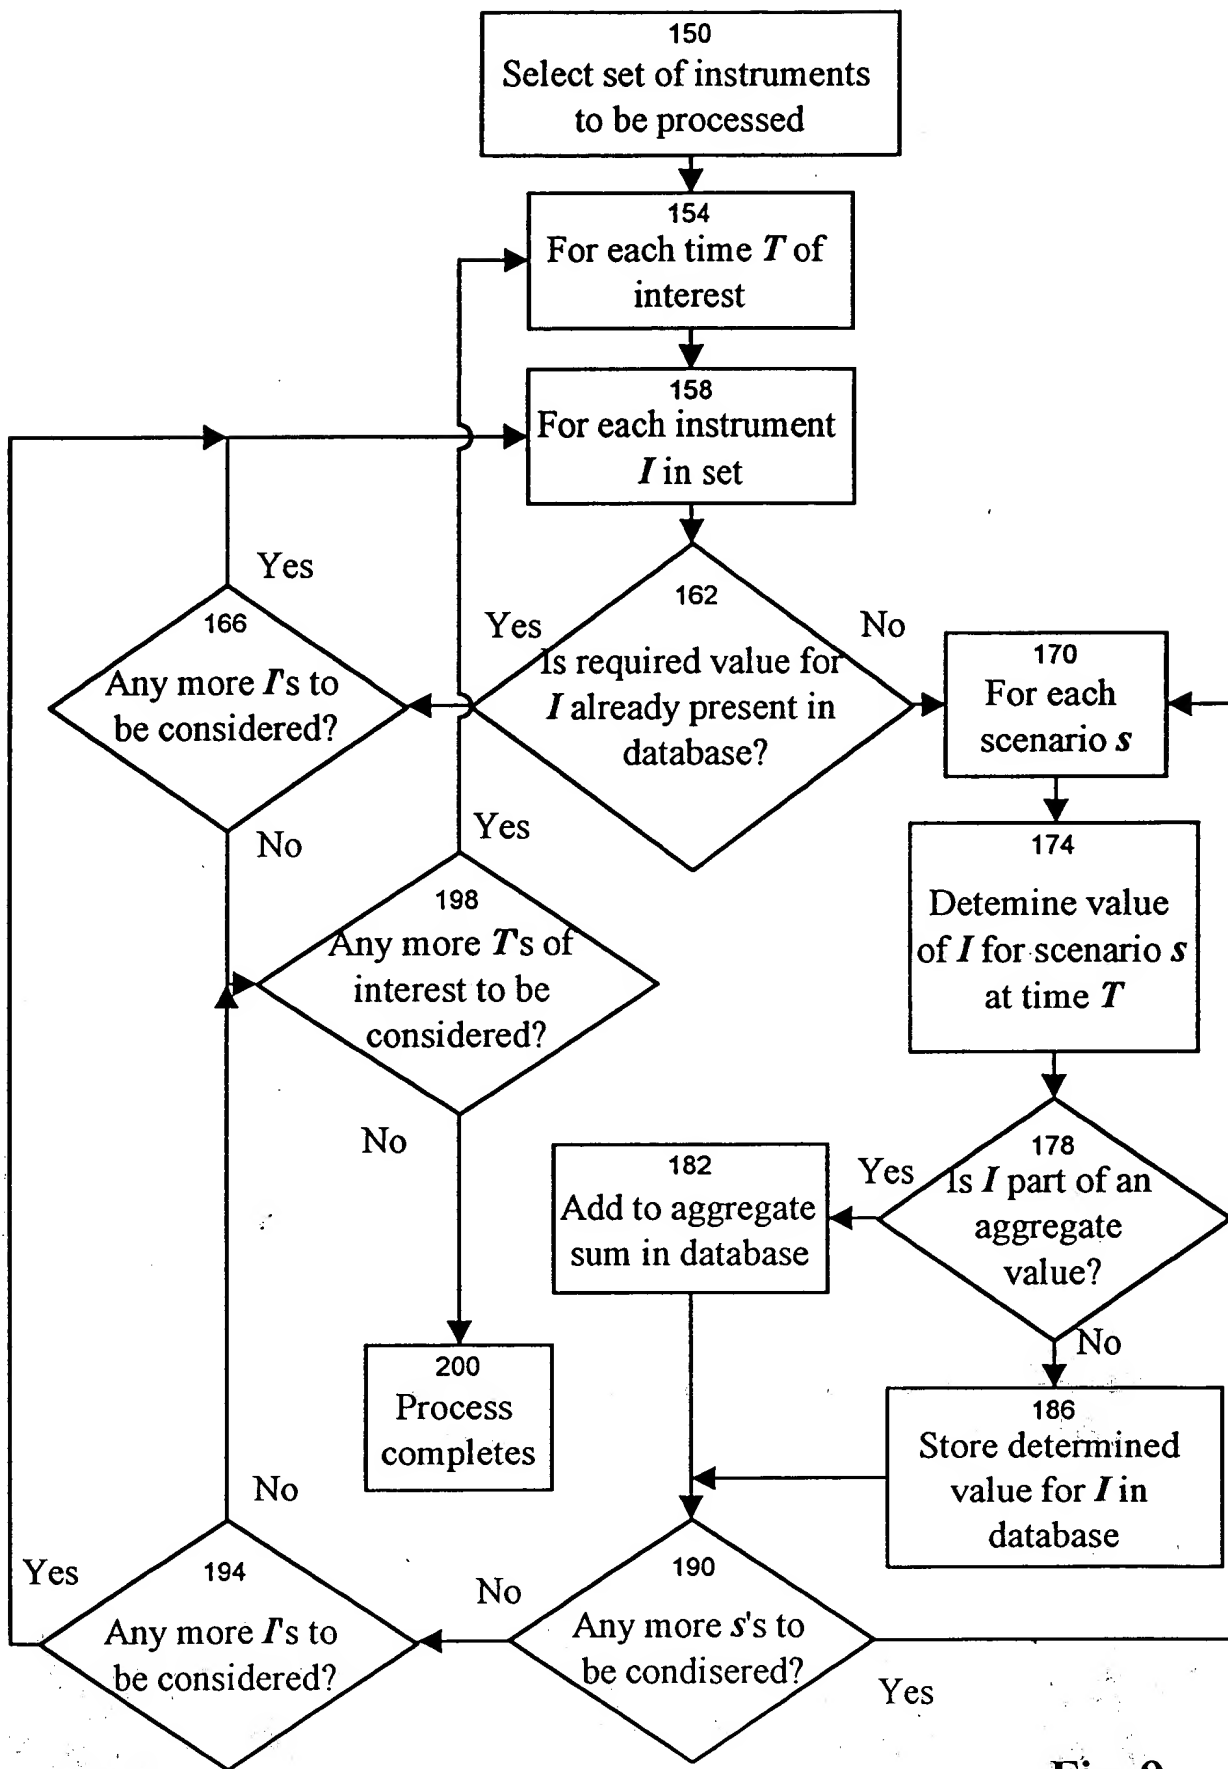 150
Select set of instruments
to be processed
154
For each time T of
interest
158
For each instrument
I in set
Yes
166
Any more I's to
be considered?
No
Yes
162
No
Is required value for
I already present in
database?
170
For each
scenario s
Yes
198
Any more T's of
interest to be
considered?
No
174
Detemine value
of I for scenario s
at time T
178
Is I part of an
aggregate
value?
Yes
No
182
Add to aggregate
sum in database
200
Process
completes
186
Store determined
value for I in
database
No
Yes
194
Any more I's to
be considered?
No
190
Any more s's to
be condisered?
Yes